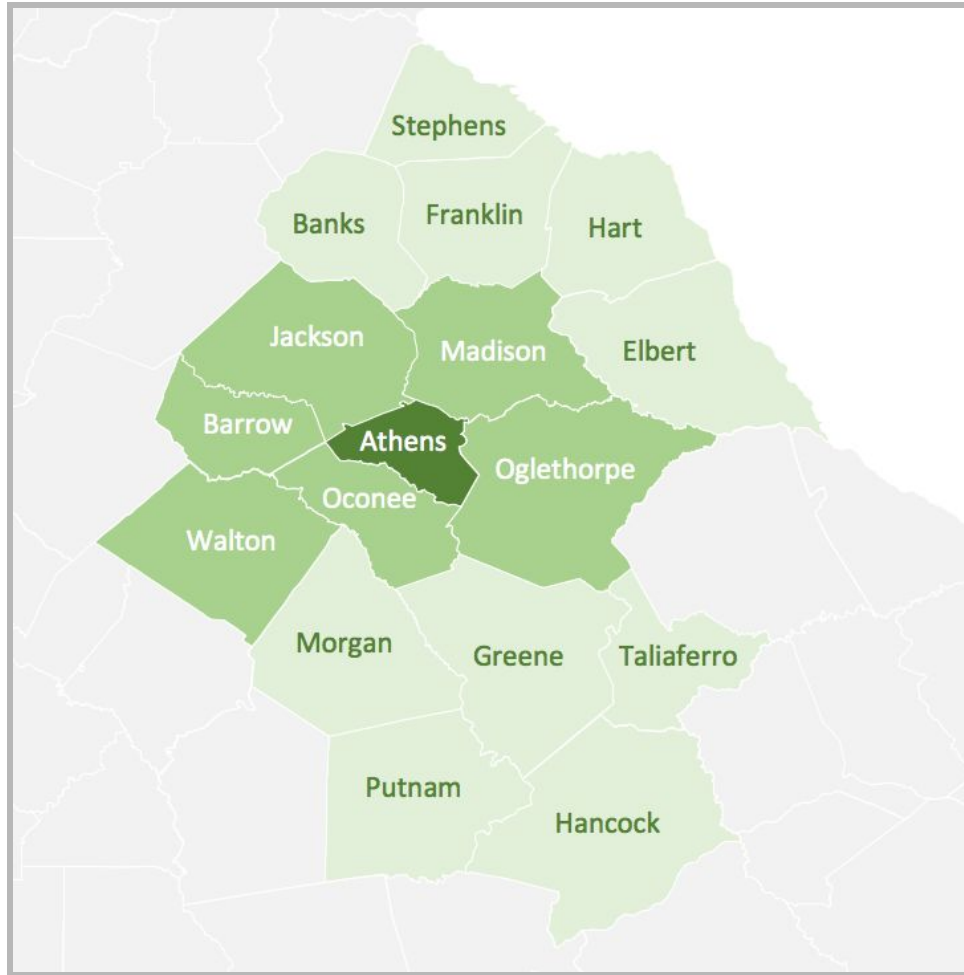 Stephens
Banks
Franklin
Hart
Jackson
Madison
Elbert
Barrow
Athens
Oglethorpe
Oconee
Walton
Morgan
Greene
Taliaferro
Putnam
Hancock